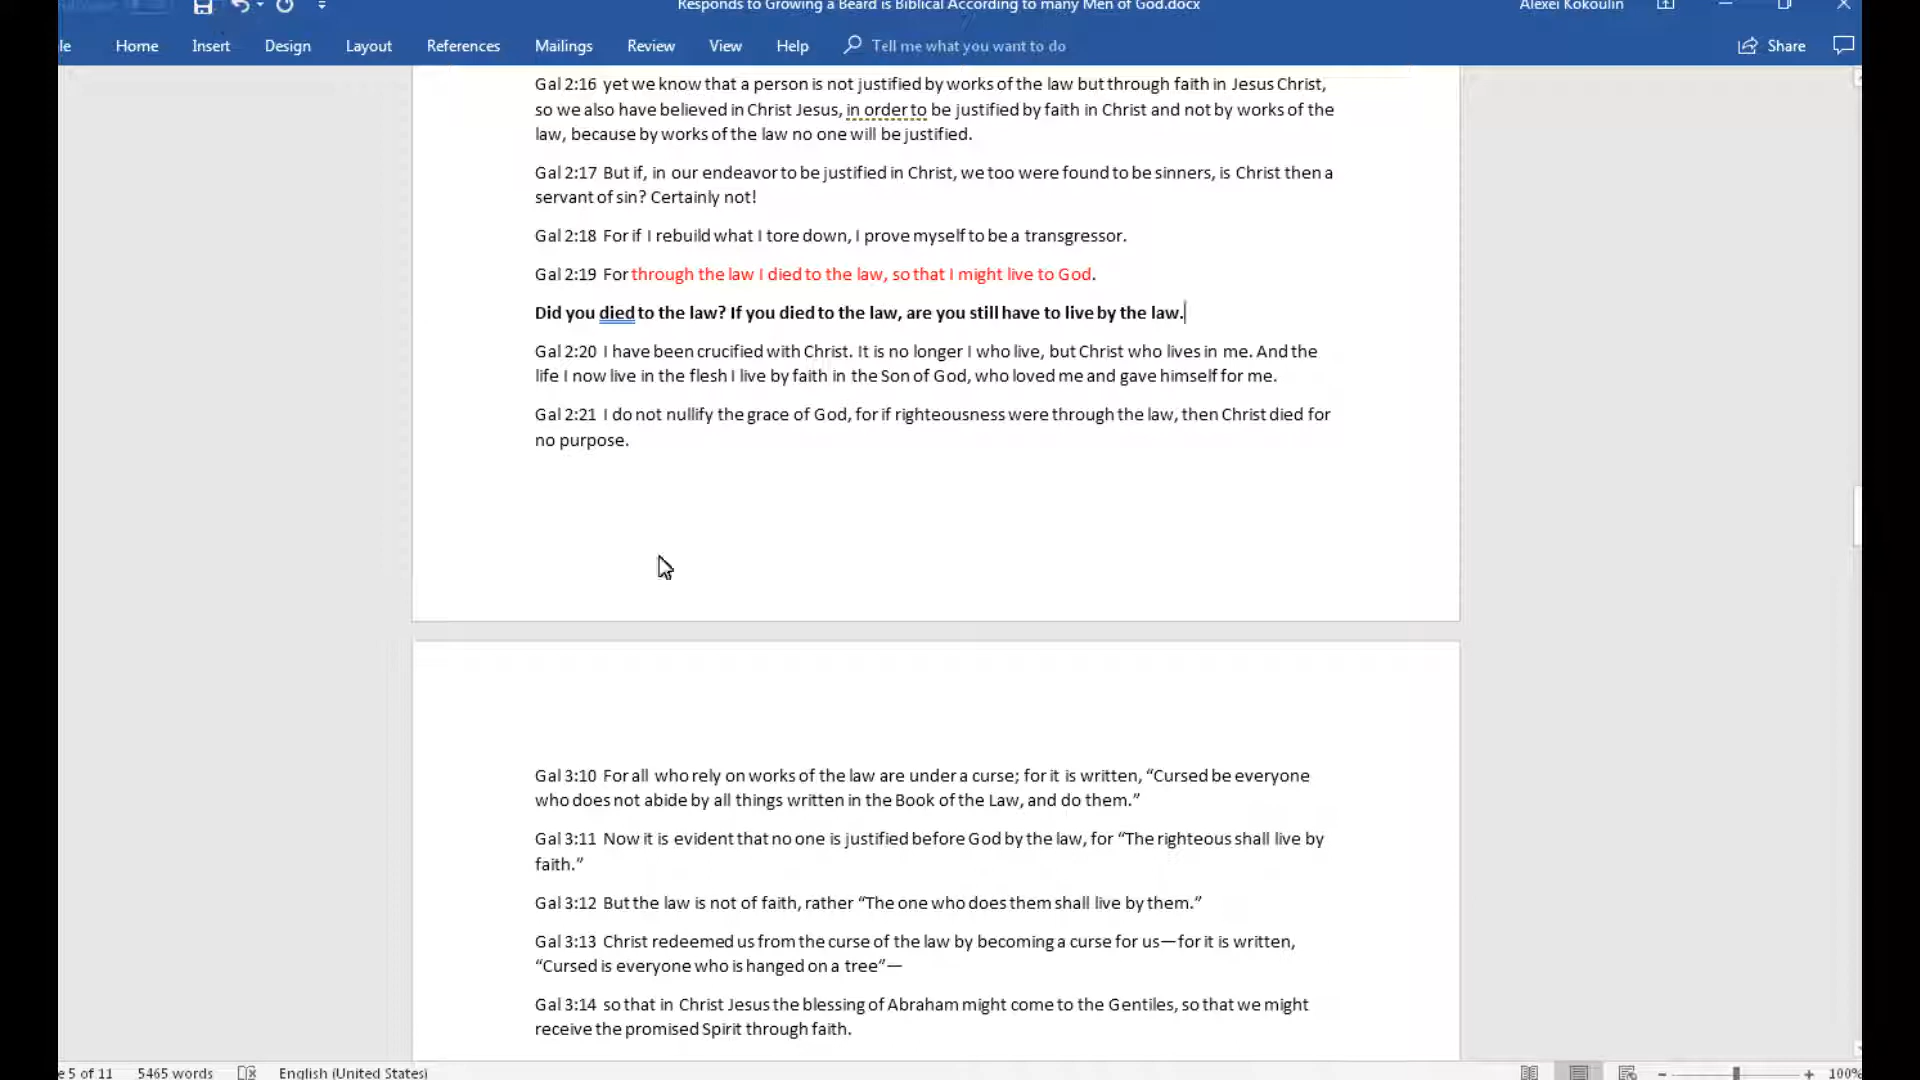 Responds to Growing a Beard is Biblical According to many Men of God.docx
Alexei Kokoulin
le Home Insert Design Layout References Mailings Review View Help Tell me what you want to do Share
Gal 2:16 yet we know that a person is not justified by works of the law but through faith in Jesus Christ,
so we also have believed in Christ Jesus, in order to be justified by faith in Christ and not by works of the
law, because by works of the law no one will be justified.
Gal 2:17 But if, in our endeavor to be justified in Christ, we too were found to be sinners, is Christ then a
servant of sin? Certainly not!
Gal 2:18 For if I rebuild what I tore down, I prove myself to be a transgressor.
Gal 2:19 For through the law I died to the law, so that I might live to God.
Did you died to the law? If you died to the law, are you still have to live by the law.
Gal 2:20 I have been crucified with Christ. It is no longer I who live, but Christ who lives in me. And the
life I now live in the flesh I live by faith in the Son of God, who loved me and gave himself for me.
Gal 2:21 I do not nullify the grace of God, for if righteousness were through the law, then Christ died for
no purpose.
Gal 3:10 For all who rely on works of the law are under a curse; for it is written, “Cursed be everyone
who does not abide by all things written in the Book of the Law, and do them.”
Gal 3:11 Now it is evident that no one is justified before God by the law, for “The righteous shall live by
faith.”
Gal 3:12 But the law is not of faith, rather “The one who does them shall live by them.”
Gal 3:13 Christ redeemed us from the curse of the law by becoming a curse for us—for it is written,
“Cursed is everyone who is hanged on a tree”—
Gal 3:14 so that in Christ Jesus the blessing of Abraham might come to the Gentiles, so that we might
receive the promised Spirit through faith.
e 5 of 11 5465 words English (United States) 100%